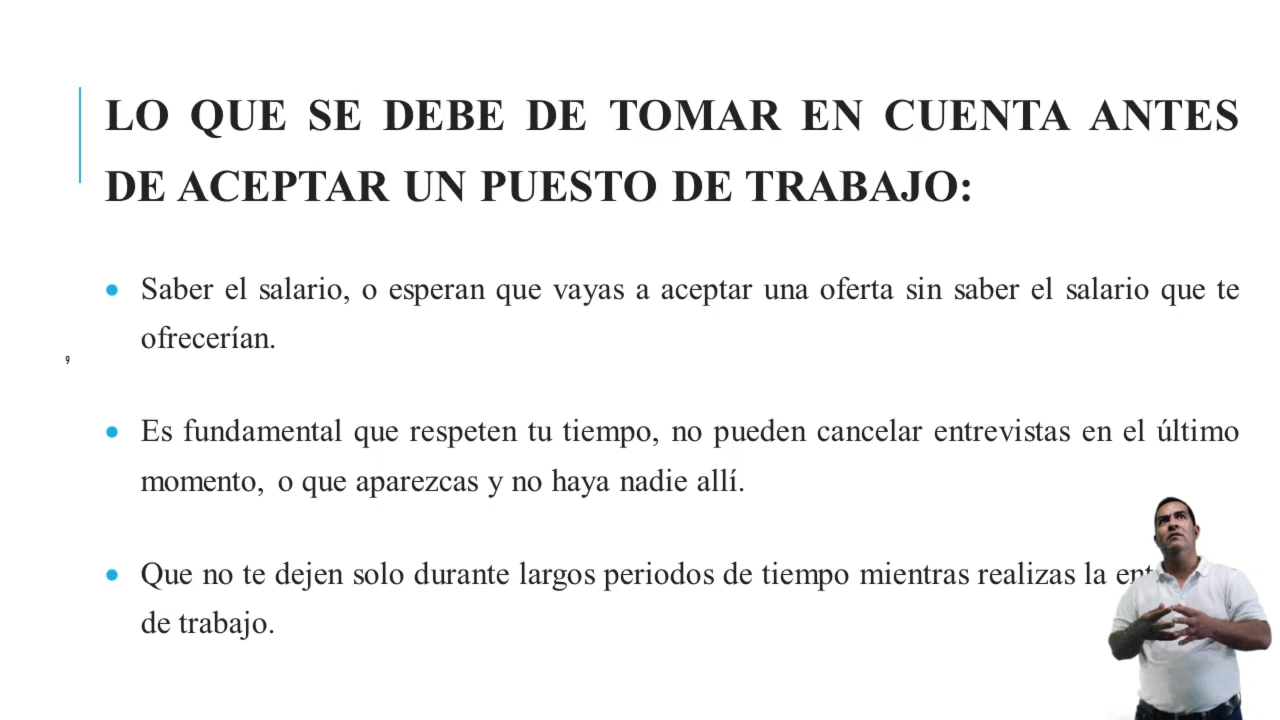 LO QUE SE DEBE DE TOMAR EN CUENTA ANTES
DE ACEPTAR UN PUESTO DE TRABAJO:
• Saber el salario, o esperan que vayas a aceptar una oferta sin saber el salario que te
ofrecerían.
9
• Es fundamental que respeten tu tiempo, no pueden cancelar entrevistas en el último
momento, o que aparezcas y no haya nadie allí.
• Que no te dejen solo durante largos periodos de tiempo mientras realizas la
de trabajo.